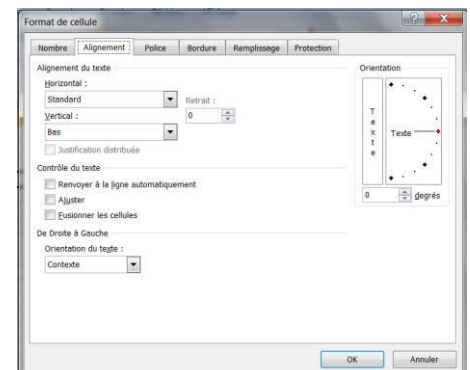 Format de cellule
Nombre Alignement Police Bordure Remplissage Protection
Alignement du texte
Horizontal :
Standard
Retrait :
Vertical :
0
Bas
Justification distribuée
Contrôle du texte
Renvoyer à la ligne automatiquement
Ajuster
Fusionner les cellules
De Droite à Gauche
Orientation du texte :
Contexte
Orientation
Texte
Texte
0 degrés
OK Annuler